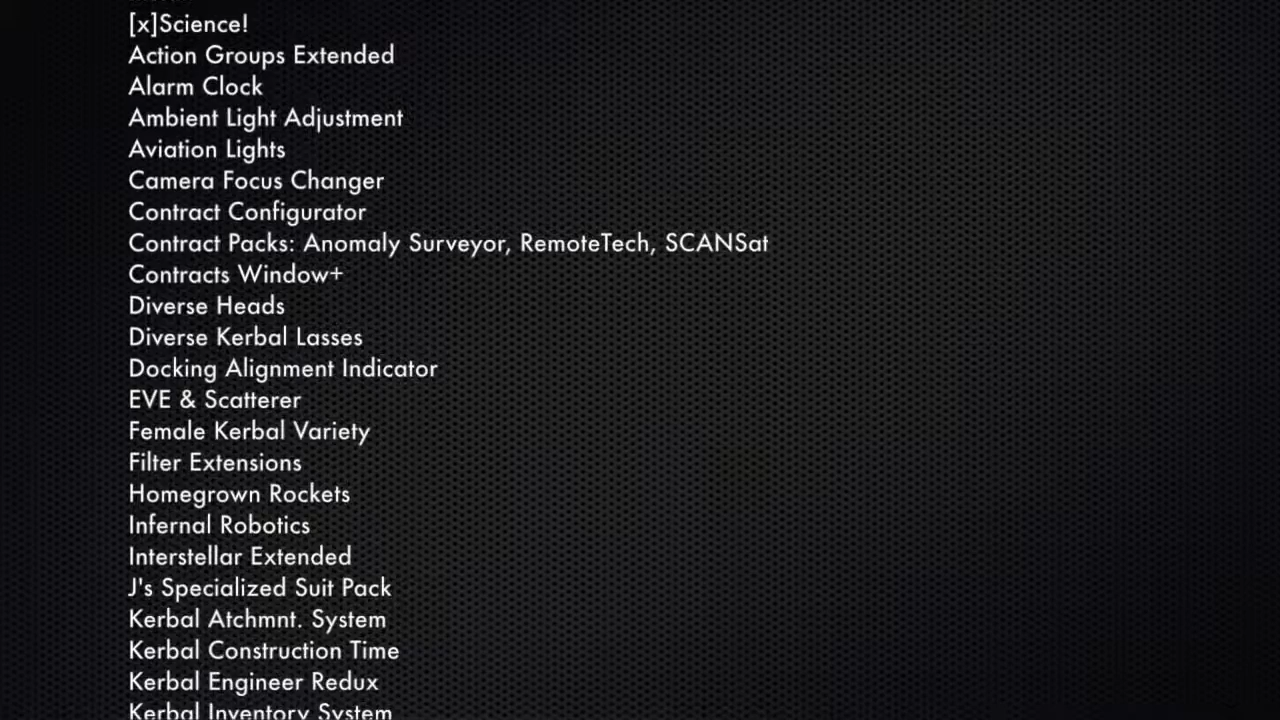 [x]Science!
Action Groups Extended
Alarm Clock
Ambient Light Adjustment
Aviation Lights
Camera Focus Changer
Contract Configurator
Contract Packs: Anomaly Surveyor, RemoteTech, SCANSat
Contracts Window+
Diverse Heads
Diverse Kerbal Lasses
Docking Alignment Indicator
EVE & Scatterer
Female Kerbal Variety
Filter Extensions
Homegrown Rockets
Infernal Robotics
Interstellar Extended
J's Specialized Suit Pack
Kerbal Atchmnt. System
Kerbal Construction Time
Kerbal Engineer Redux
Kerbal Inventory System